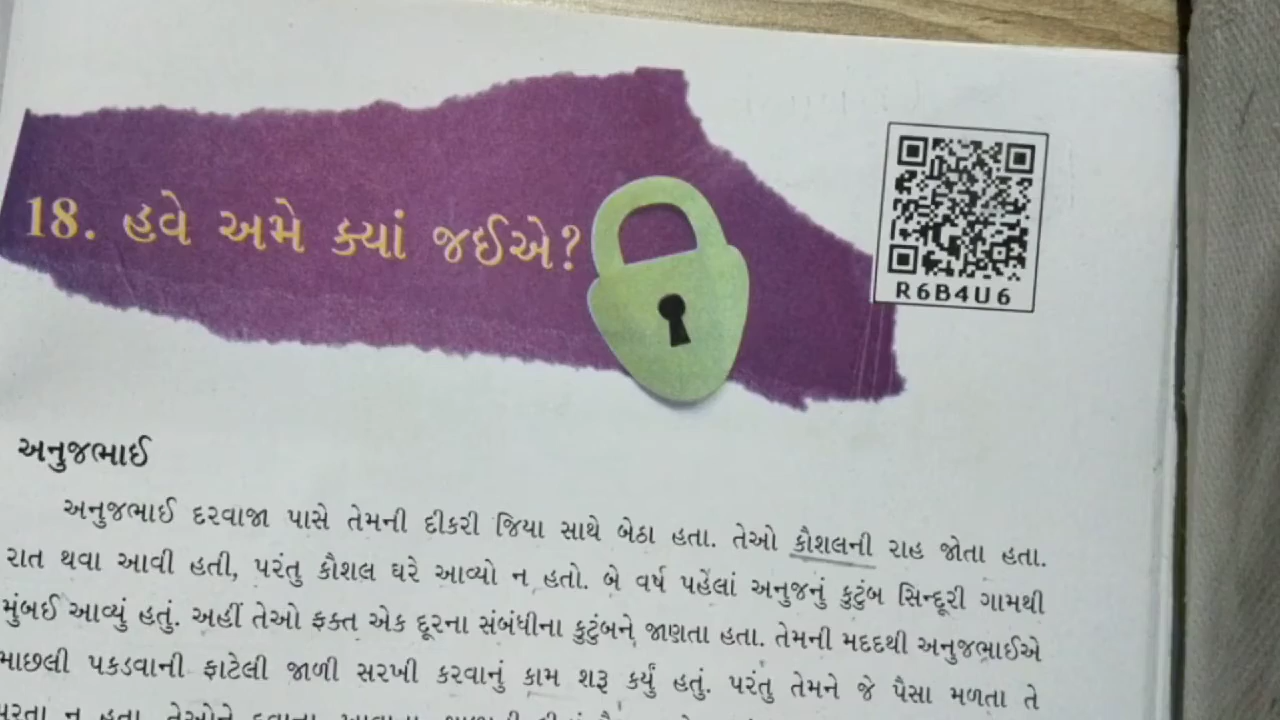 18. હવે અમે ક્યાં જઈએ?
R6B4U6
અનુજભાઈ
અનુજભાઈ દરવાજા પાસે તેમની દીકરી જિયા સાથે બેઠા હતા. તેઓ કૌશલની રાહ જોતા હતા.
રાત થવા આવી હતી, પરંતુ કૌશલ ઘરે આવ્યો ન હતો. બે વર્ષ પહેલાં અનુજનું કુટુંબ સિન્દૂરી ગામથી
મુંબઈ આવ્યું હતું. અહીં તેઓ ફક્ત એક દૂરના સંબંધીના કુટુંબને જાણતા હતા. તેમની મદદથી અનુજભાઈએ
માછલી પકડવાની ફાટેલી જાળી સરખી કરવાનું કામ શરૂ કર્યું હતું. પરંતુ તેમને જે પૈસા મળતા તે